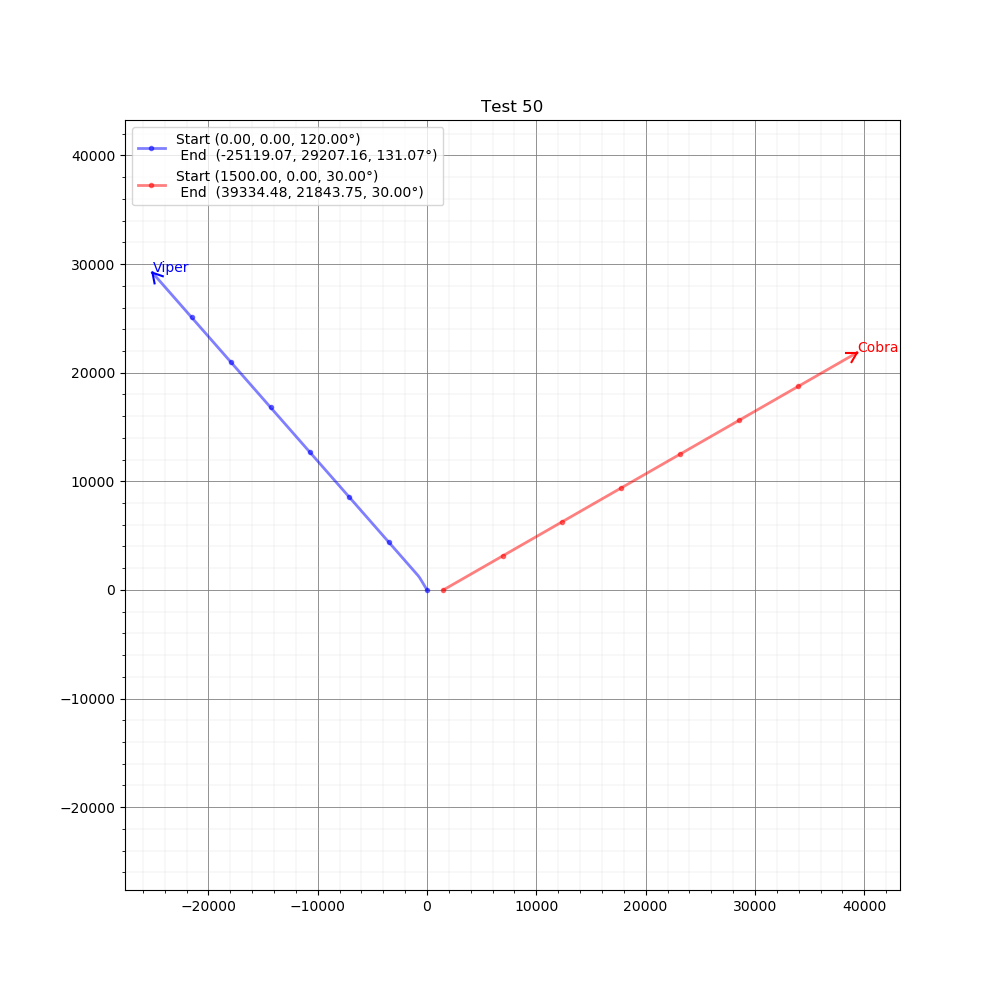 Test 50
Start (0.00, 0.00, 120.00°)
End  (-25119.07, 29207.16, 131.07°)
Start (1500.00, 0.00, 30.00°)
End  (39334.48, 21843.75, 30.00°)
40000
30000
20000
10000
0
−10000
−20000
Viper
Cobra
−20000 −10000 0 10000 20000 30000 40000